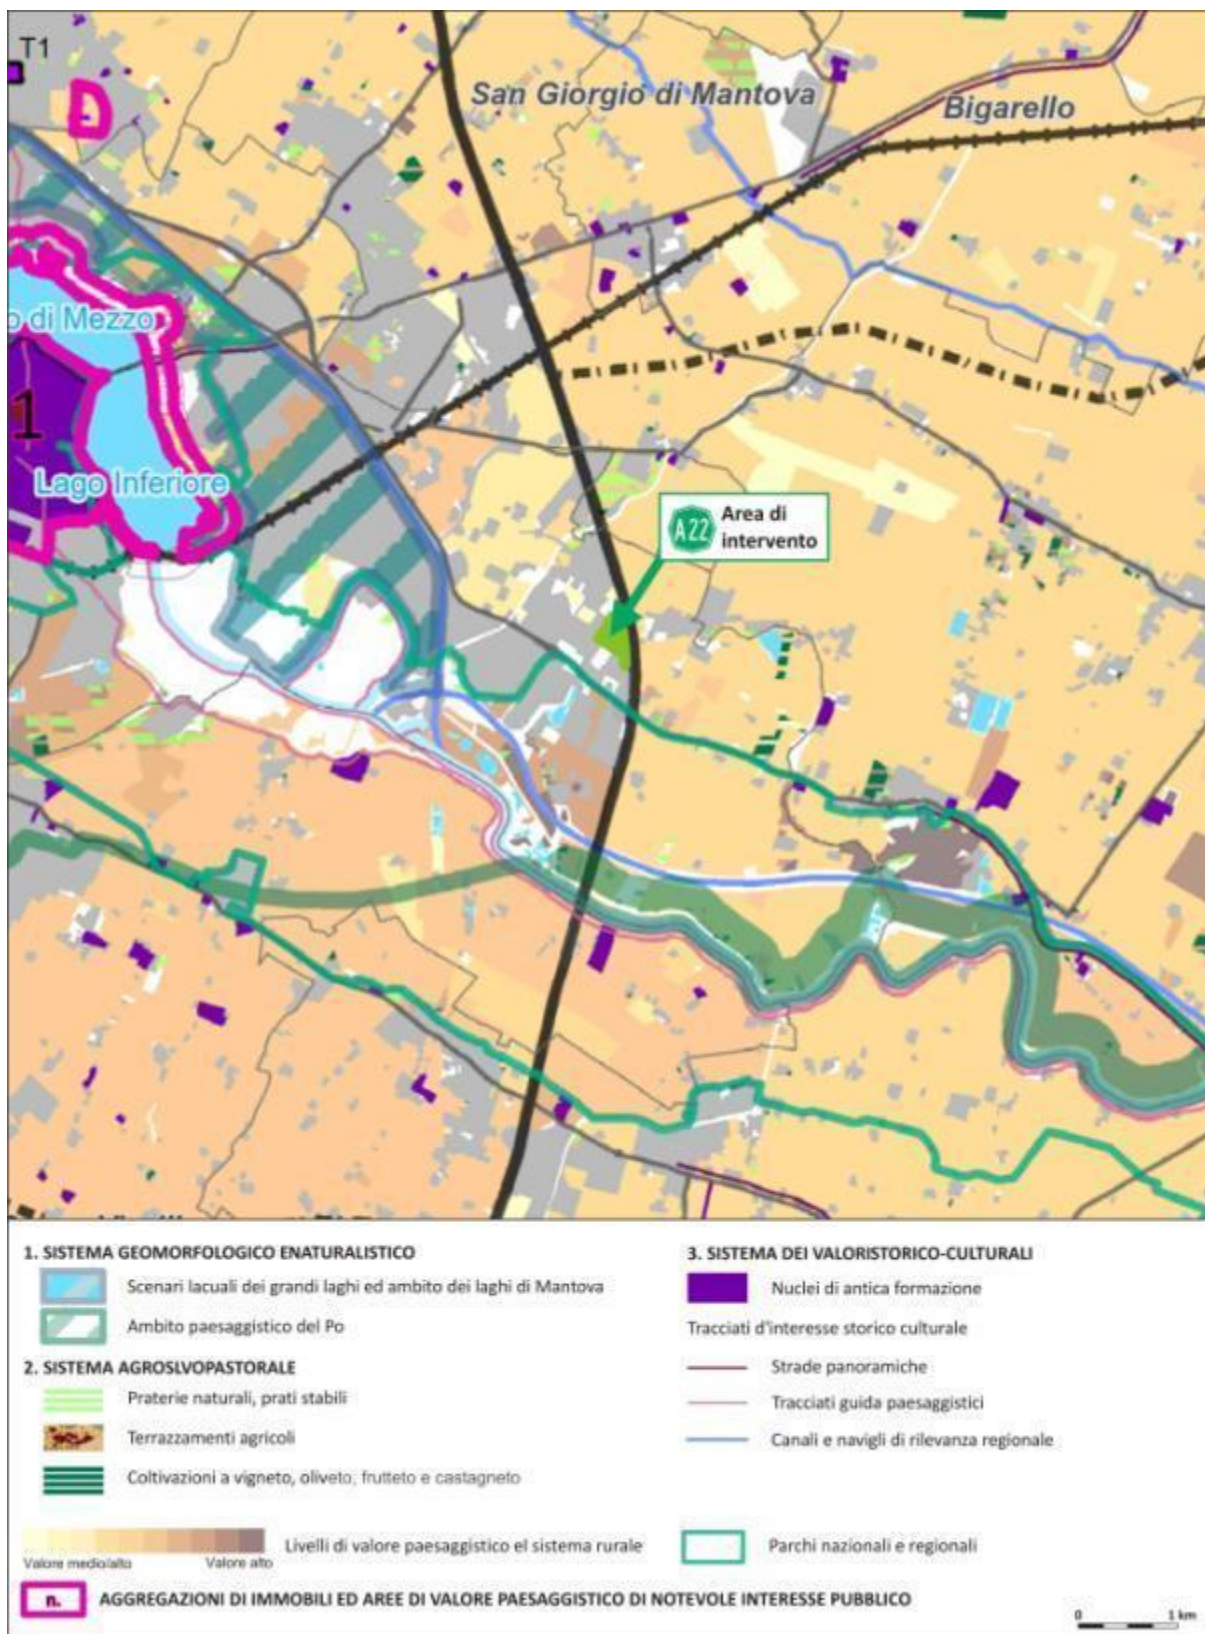 T1
San Giorgio di Mantova
Bigarello
o di Mezzo
1
Lago Inferiore
A22
Area di
intervento
1. SISTEMA GEOMORFOLOGICO ENATURALISTICO
Scenari lacuali dei grandi laghi ed ambito dei laghi di Mantova
Ambito paesaggistico del Po
2. SISTEMA AGROSLVOPASTORALE
Praterie naturali, prati stabili
Terrazzamenti agricoli
Coltivazioni a vigneto, oliveto, frutteto e castagneto
Valore medio/alto
Valore alto
Livelli di valore paesaggistico el sistema rurale
3. SISTEMA DEI VALORISTORICO-CULTURALI
Nuclei di antica formazione
Tracciati d'interesse storico culturale
Strade panoramiche
Tracciati guida paesaggistici
Canali e navigli di rilevanza regionale
Parchi nazionali e regionali
n.
AGGREGAZIONI DI IMMOBILI ED AREE DI VALORE PAESAGGISTICO DI NOTEVOLE INTERESSE PUBBLICO
0 1 km